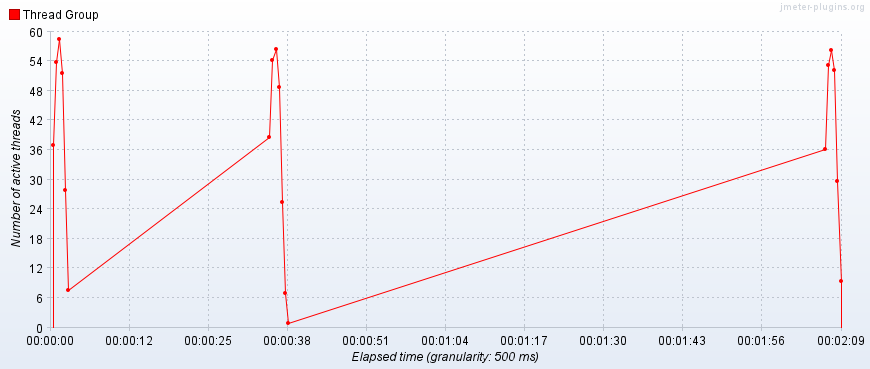 jmeter-plugins.org
Thread Group
60
54
48
42
36
30
24
18
12
6
0
Number of active threads
00:00:00 00:00:12 00:00:25 00:00:38 00:00:51 00:01:04 00:01:17 00:01:30 00:01:43 00:01:56 00:02:09
Elapsed time (granularity: 500 ms)